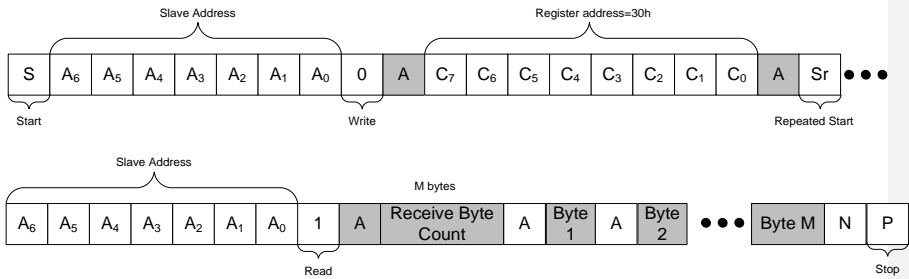 Slave Address
Register address=30h
S A₆ A₅ A₄ A₃ A₂ A₁ A₀ 0 A C₇ C₆ C₅ C₄ C₃ C₂ C₁ C₀ A Sr •••
Start
Write
Repeated Start
Slave Address
M bytes
A₆ A₅ A₄ A₃ A₂ A₁ A₀ 1 A Receive Byte Count A Byte 1 A Byte 2 ••• Byte M N P
Read
Stop